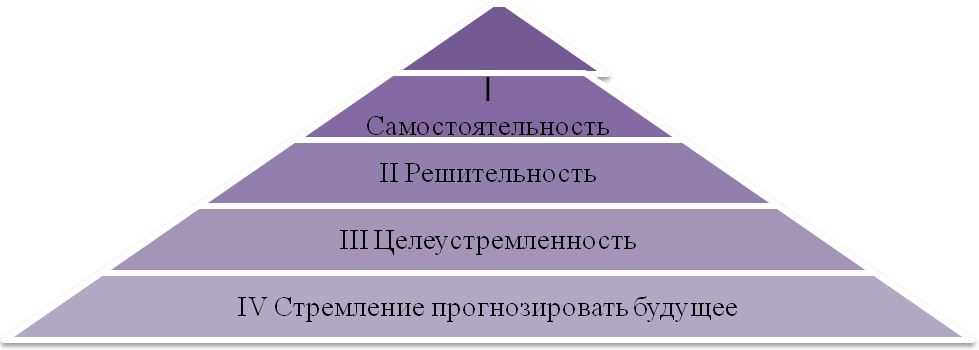 I
Самостоятельность
II Решительность
III Целеустремленность
IV Стремление прогнозировать будущее